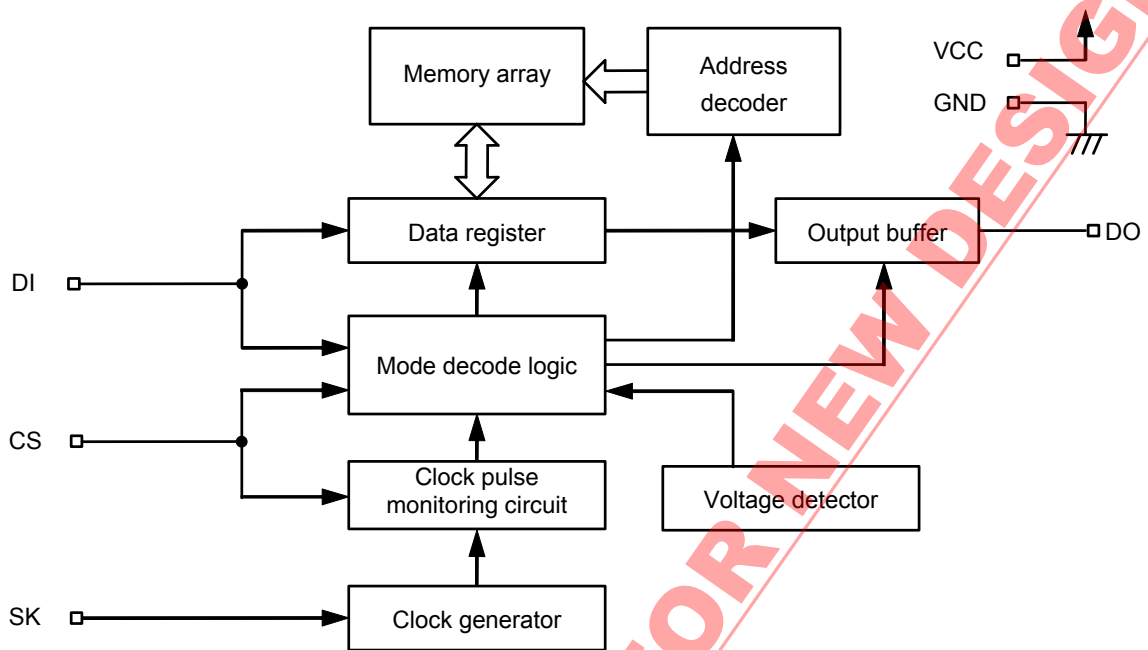 Memory array
Address
decoder
VCC
GND
Data register
Output buffer
DO
DI
Mode decode logic
CS
Clock pulse
monitoring circuit
Voltage detector
SK
Clock generator
OR NEW DESIG